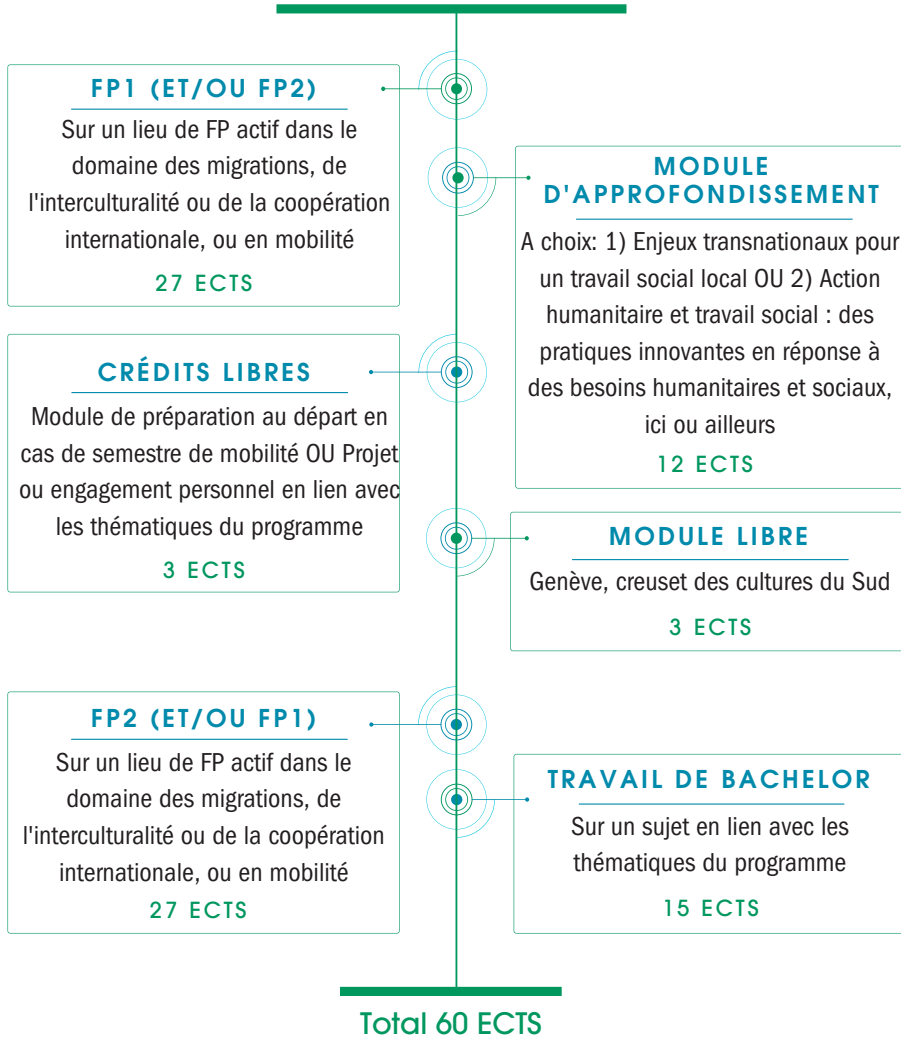 FP1 (ET/OU FP2)
Sur un lieu de FP actif dans le
domaine des migrations, de
l'interculturalité ou de la coopération
internationale, ou en mobilité
27 ECTS
MODULE
D'APPROFONDISSEMENT
A choix: 1) Enjeux transnationaux pour
un travail social local OU 2) Action
humanitaire et travail social : des
pratiques innovantes en réponse à
des besoins humanitaires et sociaux,
ici ou ailleurs
12 ECTS
CRÉDITS LIBRES
Module de préparation au départ en
cas de semestre de mobilité OU Projet
ou engagement personnel en lien avec
les thématiques du programme
3 ECTS
MODULE LIBRE
Genève, creuset des cultures du Sud
3 ECTS
FP2 (ET/OU FP1)
Sur un lieu de FP actif dans le
domaine des migrations, de
l'interculturalité ou de la coopération
internationale, ou en mobilité
27 ECTS
TRAVAIL DE BACHELOR
Sur un sujet en lien avec les
thématiques du programme
15 ECTS
Total 60 ECTS